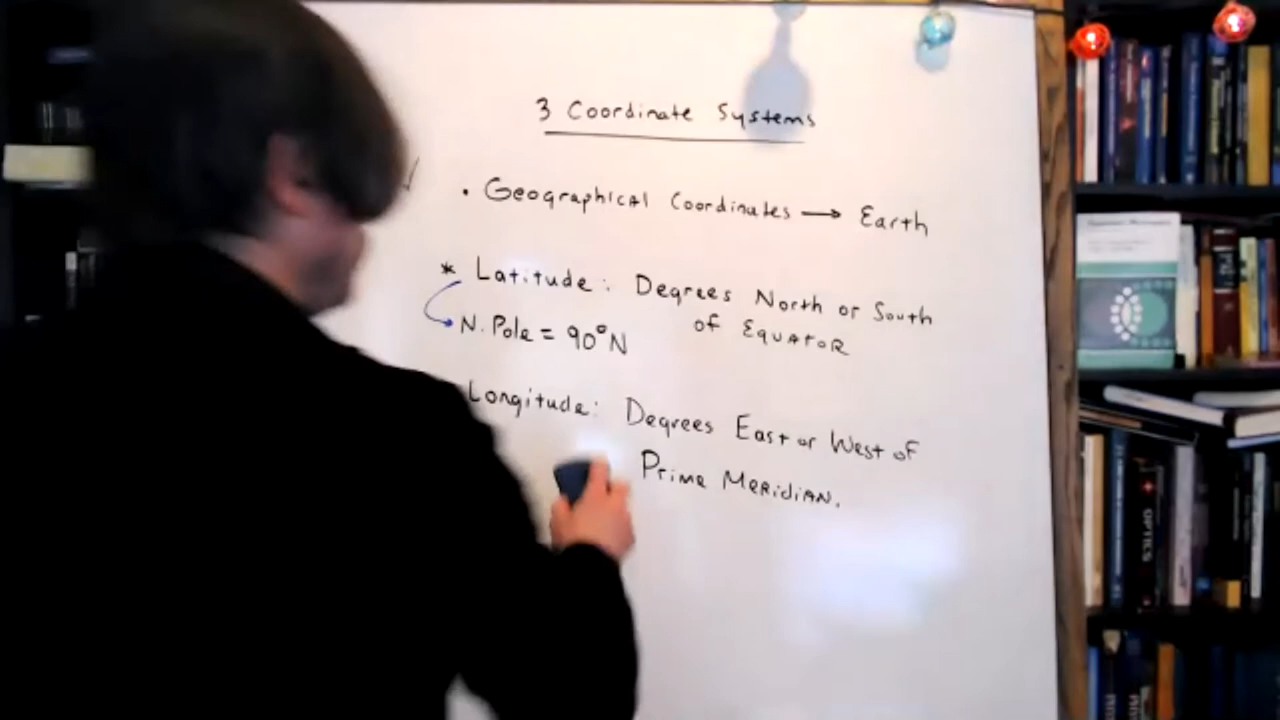 3 Coordinate Systems
• Geographical Coordinates → Earth
* Latitude: Degrees North or South
of Equator
N. Pole = 90°N
Longitude: Degrees East or West of
Prime Meridian.
OPTICS